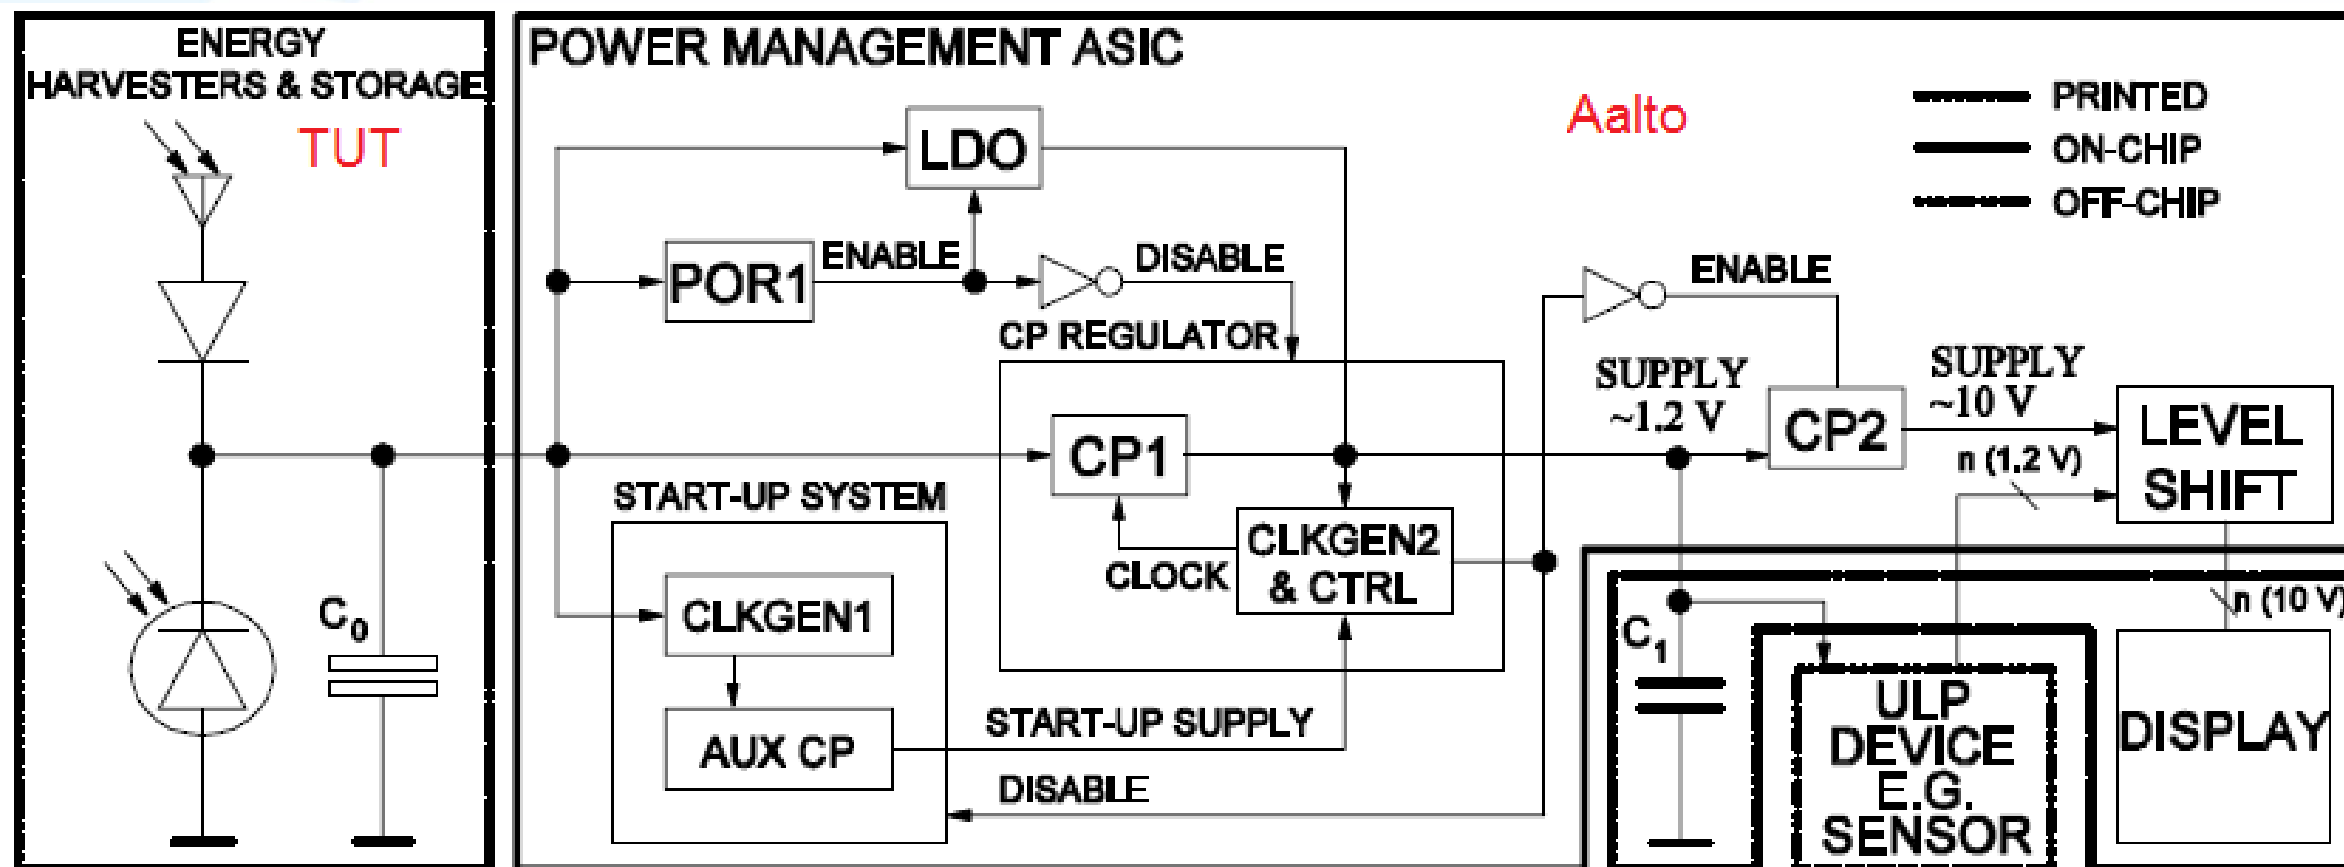 ENERGY
HARVESTERS & STORAGE
TUT
C0
POWER MANAGEMENT ASIC
Aalto
PRINTED
ON-CHIP
OFF-CHIP
LDO
POR1
ENABLE
DISABLE
CP REGULATOR
ENABLE
SUPPLY
~1.2 V
CP2
SUPPLY
~10 V
LEVEL
SHIFT
n (1.2 V)
CP1
START-UP SYSTEM
CLKGEN2
& CTRL
CLOCK
CLKGEN1
AUX CP
START-UP SUPPLY
DISABLE
C1
n (10 V)
ULP
DEVICE
E.G.
SENSOR
DISPLAY